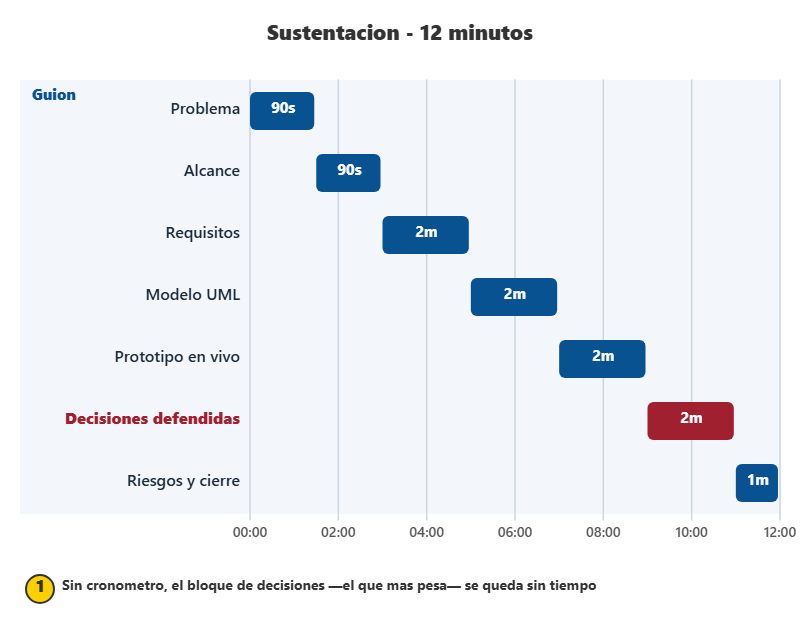 Sustentacion - 12 minutos
Guion
Problema 90s
Alcance 90s
Requisitos 2m
Modelo UML 2m
Prototipo en vivo 2m
Decisiones defendidas 2m
Riesgos y cierre 1m
00:00 02:00 04:00 06:00 08:00 10:00 12:00
1 Sin cronometro, el bloque de decisiones —el que mas pesa— se queda sin tiempo